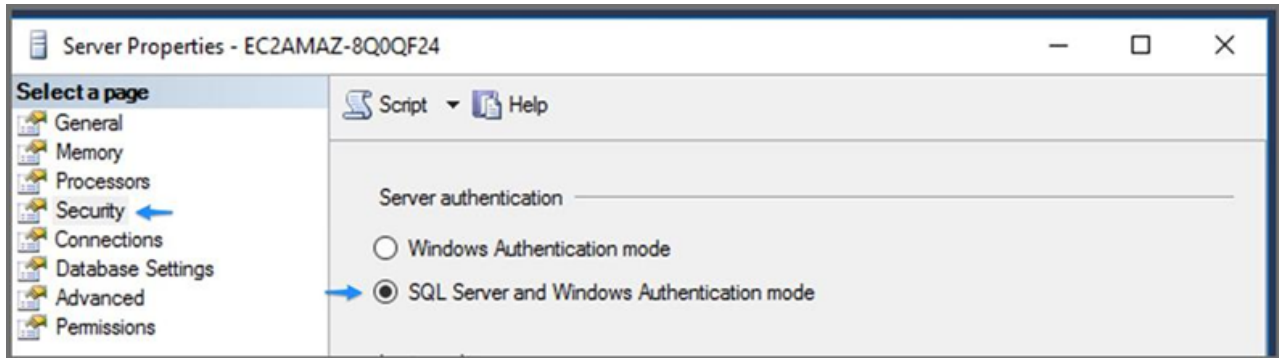 Server Properties - EC2AMAZ-8Q0QF24
Select a page
General
Memory
Processors
Security
Connections
Database Settings
Advanced
Permissions
Script Help
Server authentication
Windows Authentication mode
SQL Server and Windows Authentication mode